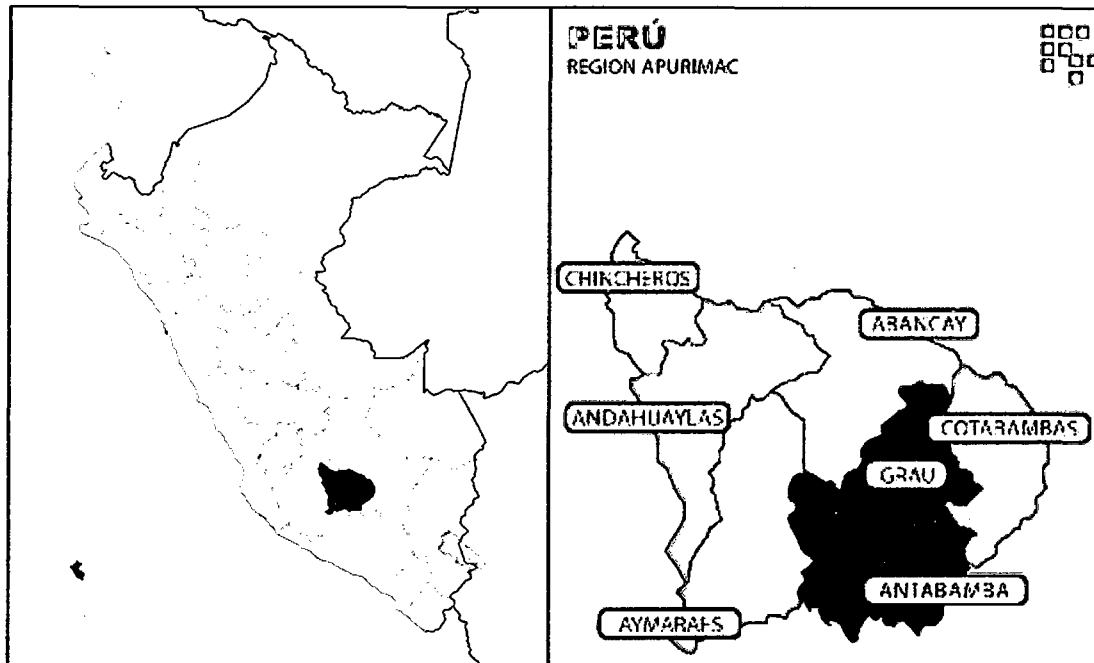 PERÚ
REGION APURIMAC
CHINCHEROS
ABANCAY
ANDAHUAYLAS
COTABAMBAS
GRAU
ANTABAMBA
AYMARAES